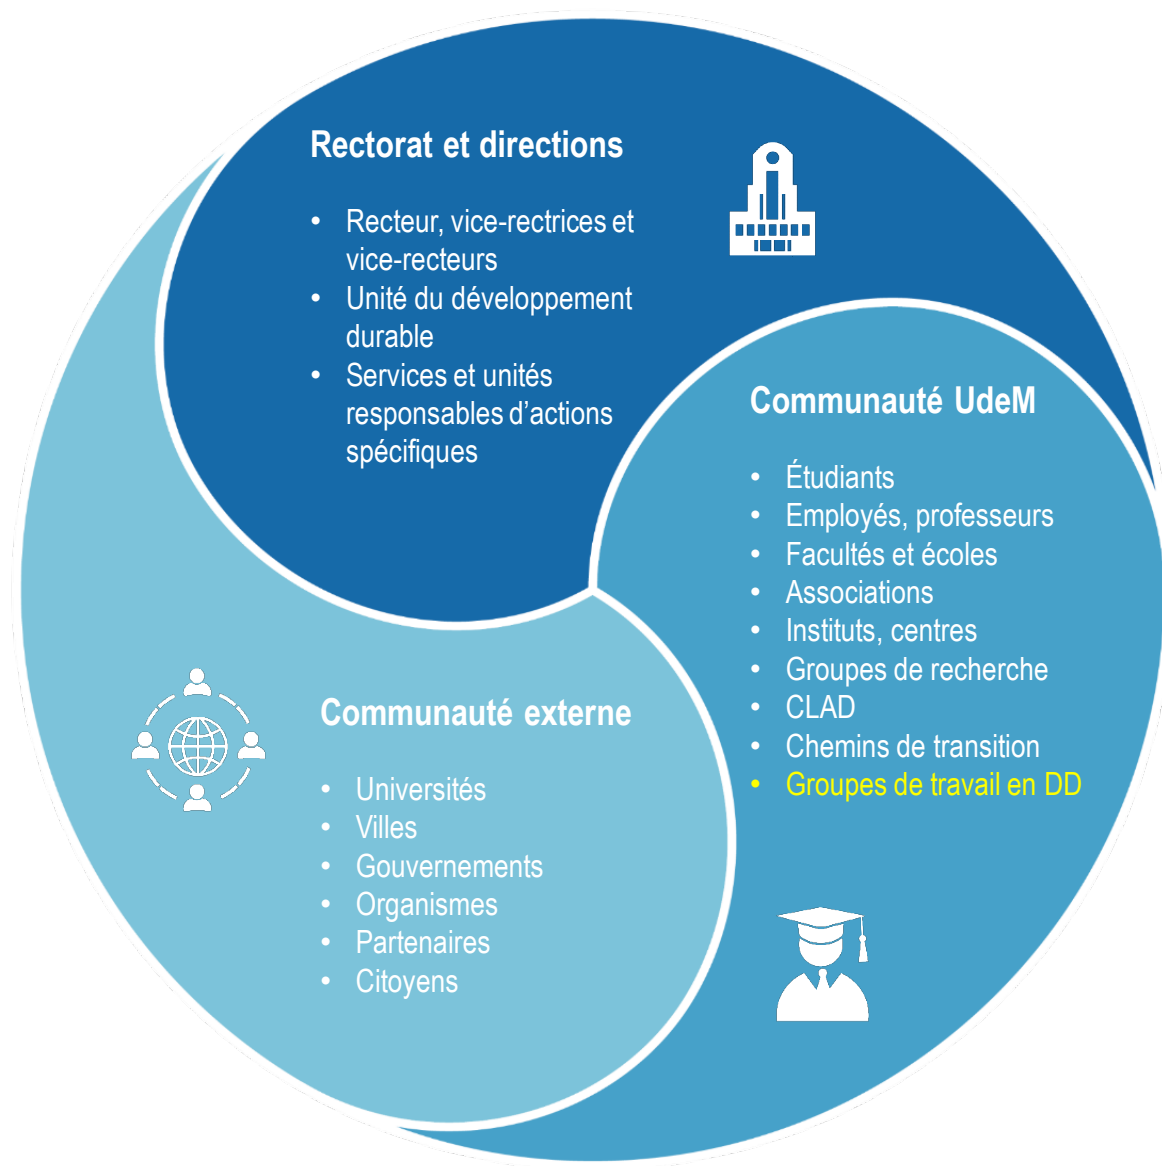 Rectorat et directions
• Recteur, vice-rectrices et
vice-recteurs
• Unité du développement
durable
• Services et unités
responsables d’actions
spécifiques
Communauté UdeM
• Étudiants
• Employés, professeurs
• Facultés et écoles
• Associations
• Instituts, centres
• Groupes de recherche
• CLAD
• Chemins de transition
• Groupes de travail en DD
Communauté externe
• Universités
• Villes
• Gouvernements
• Organismes
• Partenaires
• Citoyens